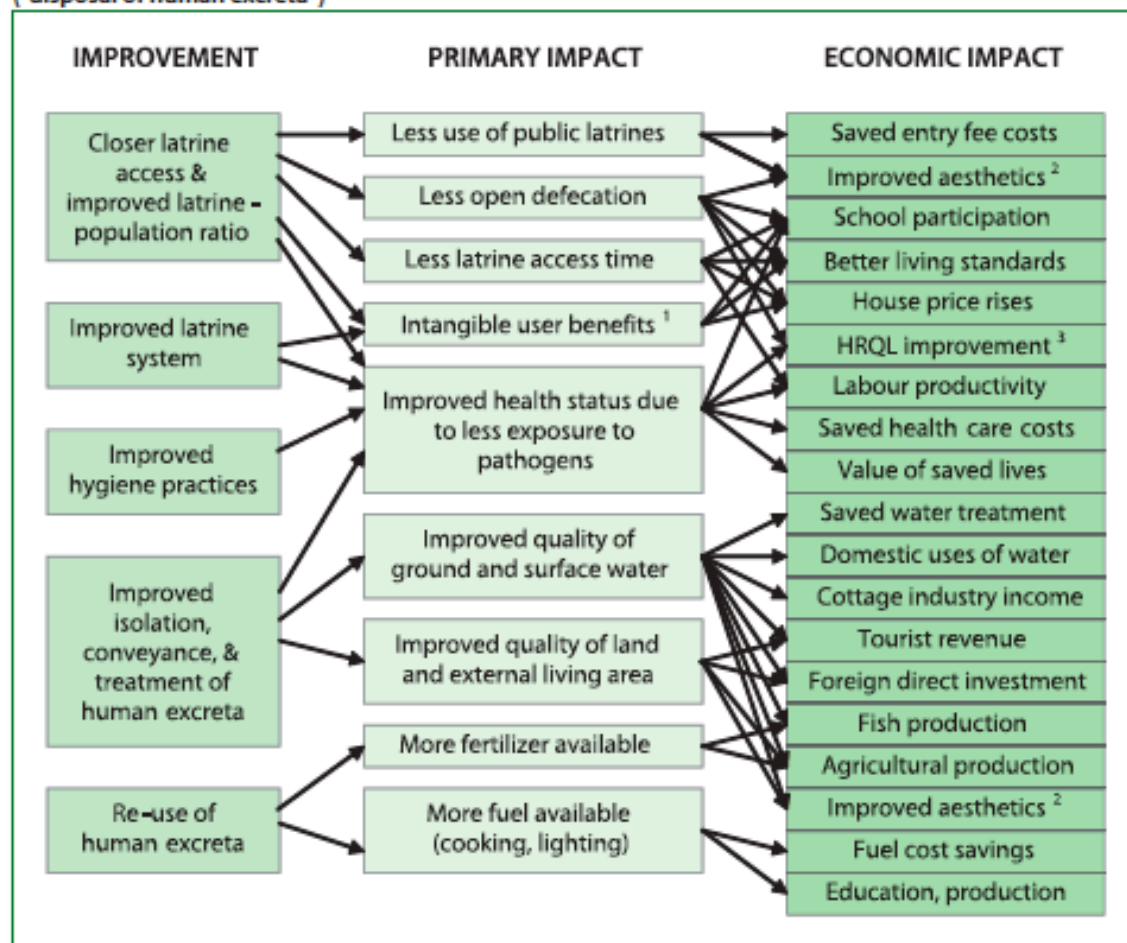 ("disposal of human excreta")
IMPROVEMENT
PRIMARY IMPACT
ECONOMIC IMPACT
Closer latrine
access &
improved latrine–
population ratio
Improved latrine
system
Improved
hygiene practices
Improved
isolation,
conveyance, &
treatment of
human excreta
Re–use of
human excreta
Less use of public latrines
Less open defecation
Less latrine access time
Intangible user benefits ¹
Improved health status due
to less exposure to
pathogens
Improved quality of
ground and surface water
Improved quality of land
and external living area
More fertilizer available
More fuel available
(cooking, lighting)
Saved entry fee costs
Improved aesthetics ²
School participation
Better living standards
House price rises
HRQL improvement ³
Labour productivity
Saved health care costs
Value of saved lives
Saved water treatment
Domestic uses of water
Cottage industry income
Tourist revenue
Foreign direct investment
Fish production
Agricultural production
Improved aesthetics ²
Fuel cost savings
Education, production